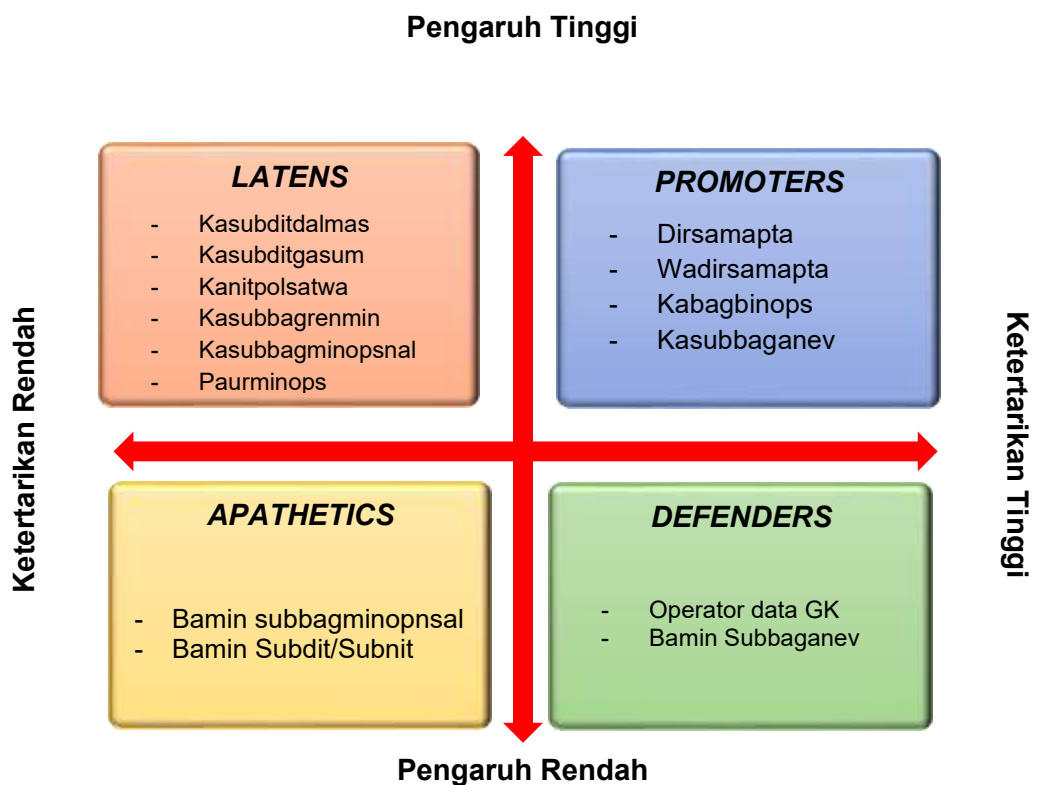 Pengaruh Tinggi
LATENS
- Kasubditdalmas
- Kasubditgasum
- Kanitpolsatwa
- Kasubbagrenmin
- Kasubbagminopsnal
- Paurminops
PROMOTERS
- Dirsamapta
- Wadirsamapta
- Kabagbinops
- Kasubbaganev
Ketertarikan Rendah
Ketertarikan Tinggi
APATHETICS
- Bamin subbagminopnsal
- Bamin Subdit/Subnit
DEFENDERS
- Operator data GK
- Bamin Subbaganev
Pengaruh Rendah